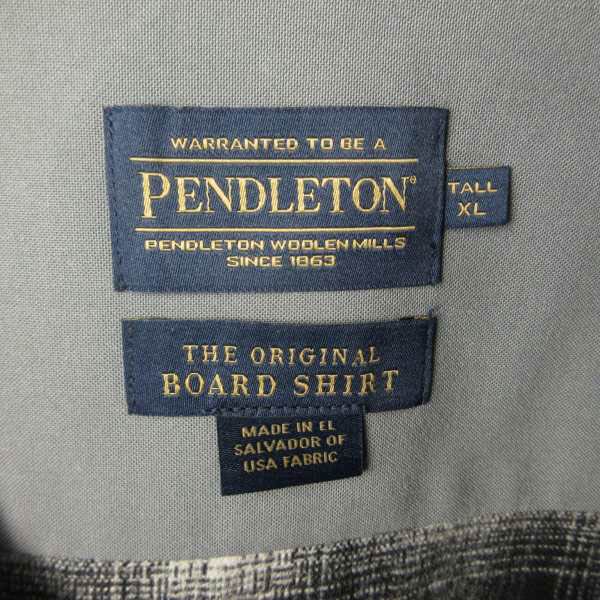 WARRANTED TO BE A
PENDLETON®
PENDLETON WOOLEN MILLS
SINCE 1863
TALL
XL
THE ORIGINAL
BOARD SHIRT
MADE IN EL
SALVADOR OF
USA FABRIC